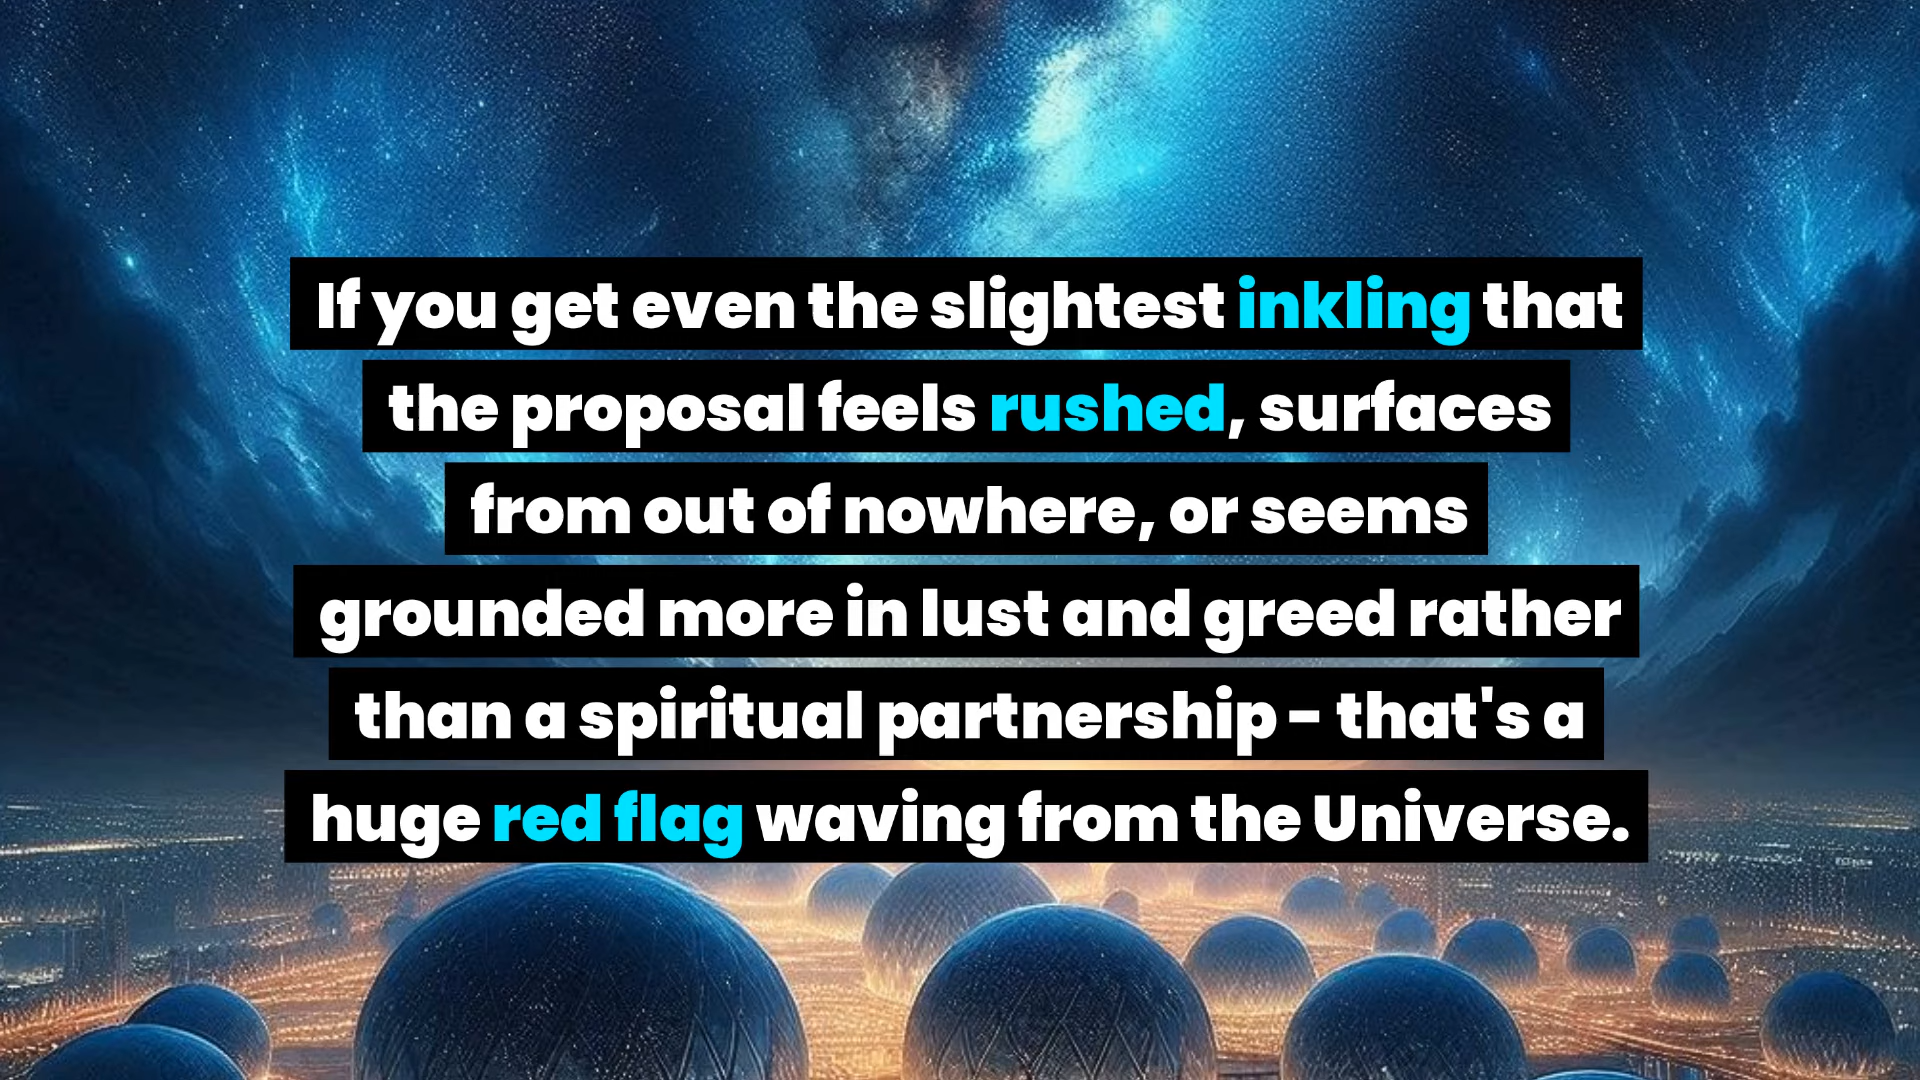 If you get even the slightest inkling that
the proposal feels rushed, surfaces
from out of nowhere, or seems
grounded more in lust and greed rather
than a spiritual partnership – that's a
huge red flag waving from the Universe.